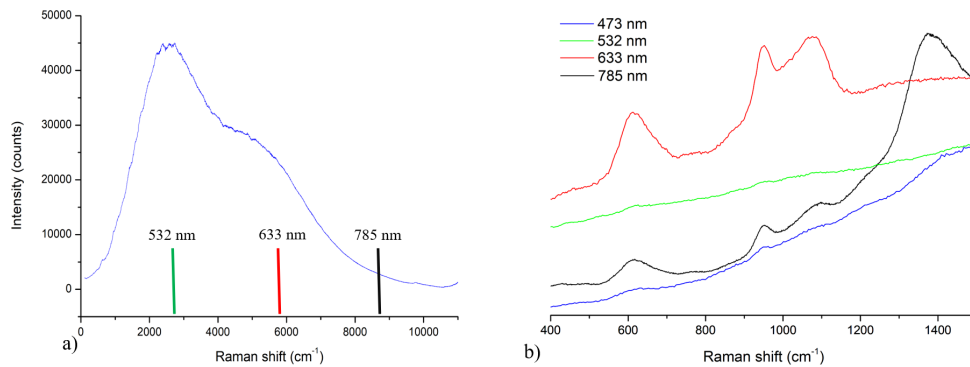 50000
40000
30000
20000
10000
0
Intensity (counts)
532 nm
633 nm
785 nm
0
2000
4000
6000
8000
10000
Raman shift (cm-1)
a)
473 nm
532 nm
633 nm
785 nm
400
600
800
1000
1200
1400
Raman shift (cm-1)
b)